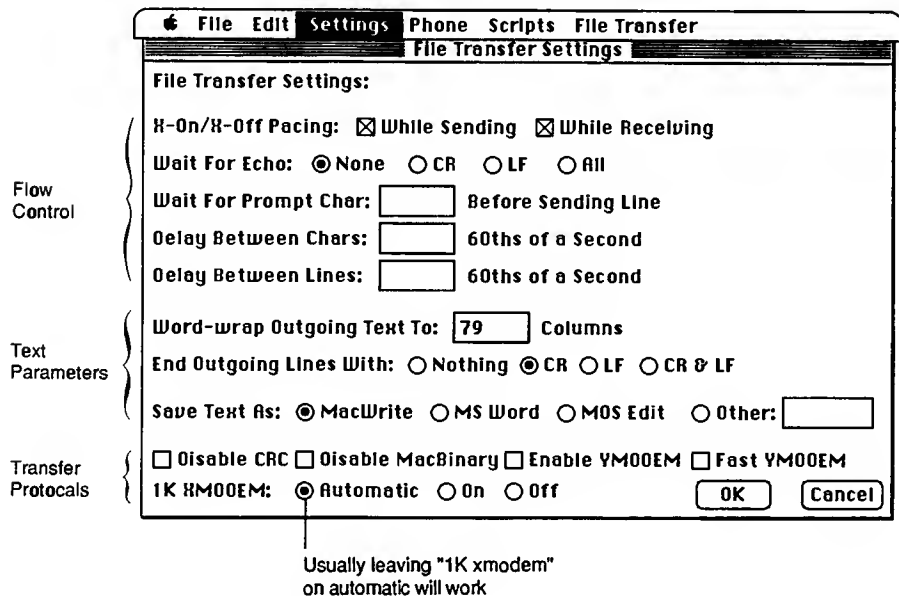 File Edit Settings Phone Scripts File Transfer
File Transfer Settings
File Transfer Settings:
X-On/X-Off Pacing: While Sending While Receiving
Wait For Echo: None CR LF All
Wait For Prompt Char: Before Sending Line
Delay Between Chars: 60ths of a Second
Delay Between Lines: 60ths of a Second
Flow
Control
Word-wrap Outgoing Text To: 79 Columns
End Outgoing Lines With: Nothing CR LF CR & LF
Save Text As: MacWrite MS Word MDS Edit Other:
Text
Parameters
Disable CRC Disable MacBinary Enable YMODEM Fast YMODEM
1K XMODEM: Automatic On Off OK Cancel
Transfer
Protocals
Usually leaving "1K xmodem"
on automatic will work